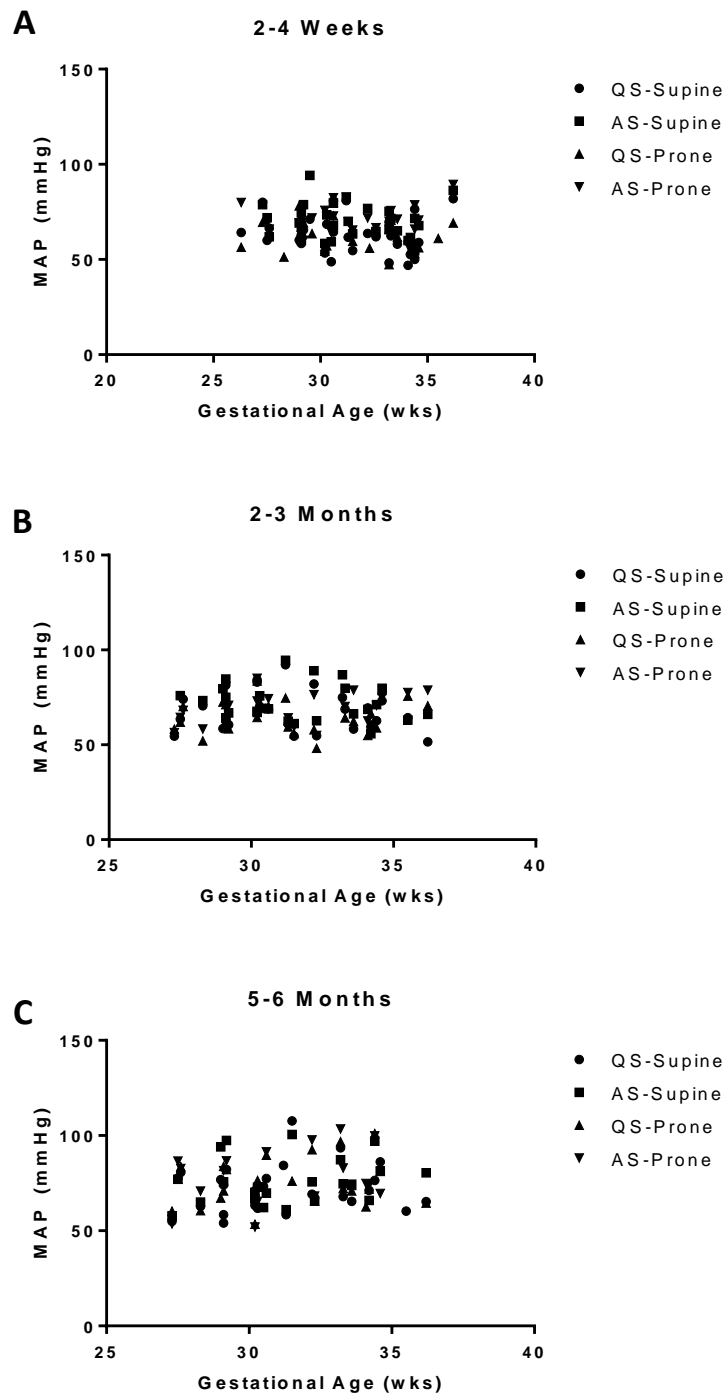 A
2-4 Weeks
150
100
50
0
MAP (mmHg)
20 25 30 35 40
Gestational Age (wks)
QS-Supine
AS-Supine
QS-Prone
AS-Prone
B
2-3 Months
150
100
50
0
MAP (mmHg)
25 30 35 40
Gestational Age (wks)
QS-Supine
AS-Supine
QS-Prone
AS-Prone
C
5-6 Months
150
100
50
0
MAP (mmHg)
25 30 35 40
Gestational Age (wks)
QS-Supine
AS-Supine
QS-Prone
AS-Prone